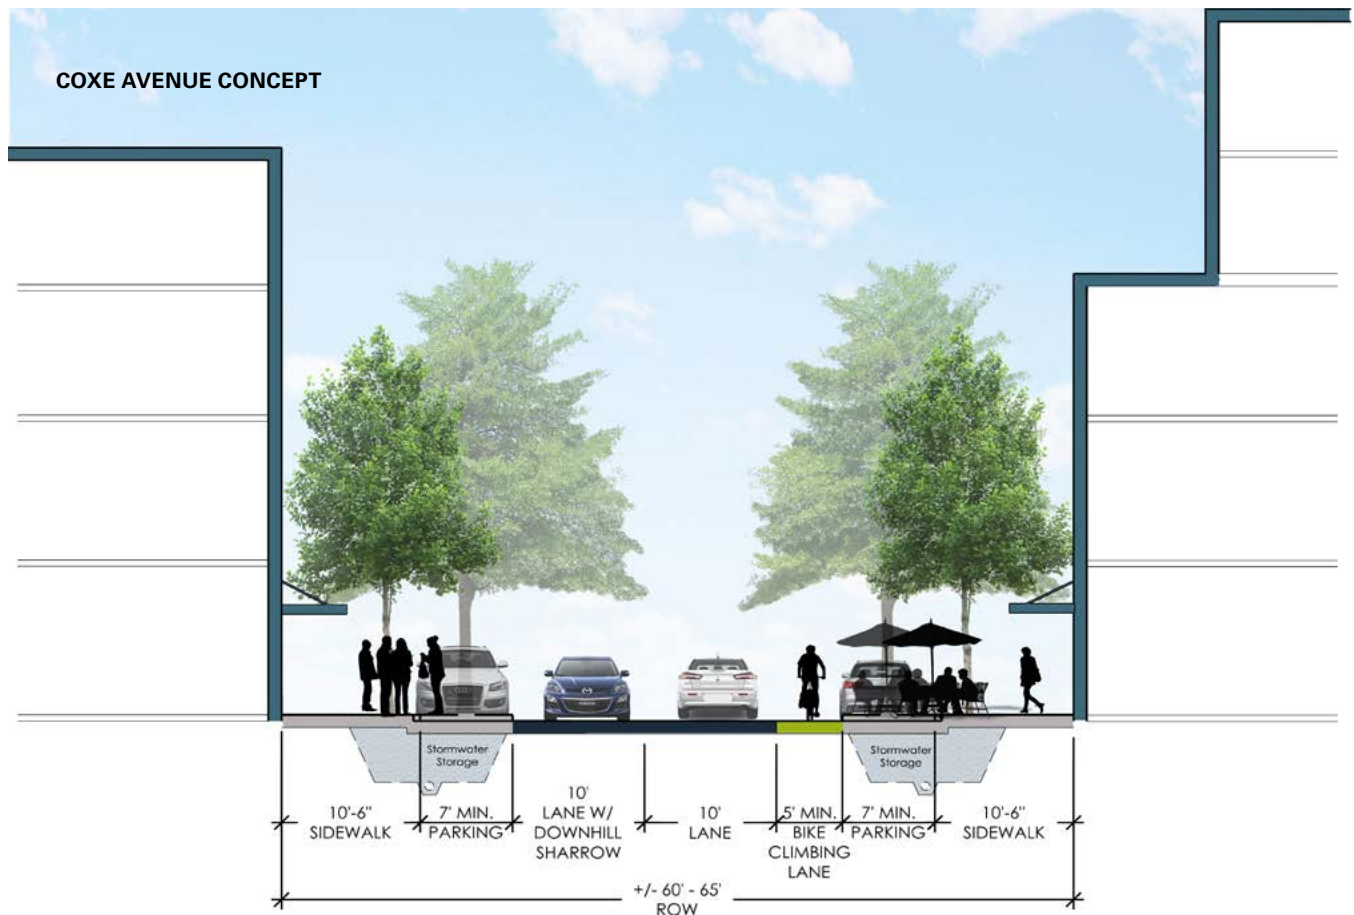 COXE AVENUE CONCEPT
Stormwater
Storage
Stormwater
Storage
10'-6"
SIDEWALK
7' MIN.
PARKING
10'
LANE W/
DOWNHILL
SHARROW
10'
LANE
5' MIN.
BIKE
CLIMBING
LANE
7' MIN.
PARKING
10'-6"
SIDEWALK
+/- 60' - 65'
ROW